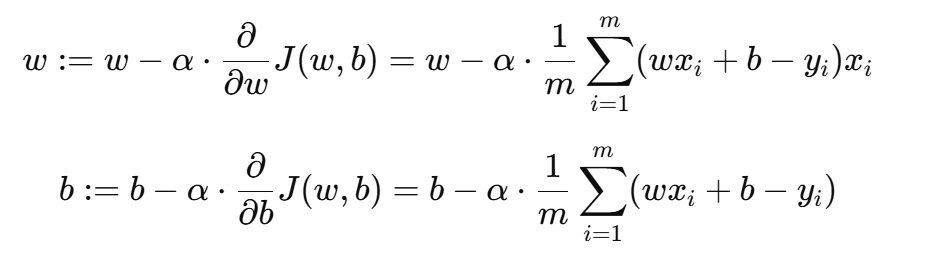 w := w − α · ∂/∂w J(w, b) = w − α · 1/m ∑_{i=1}^{m} (wx_i + b − y_i)x_i
b := b − α · ∂/∂b J(w, b) = b − α · 1/m ∑_{i=1}^{m} (wx_i + b − y_i)